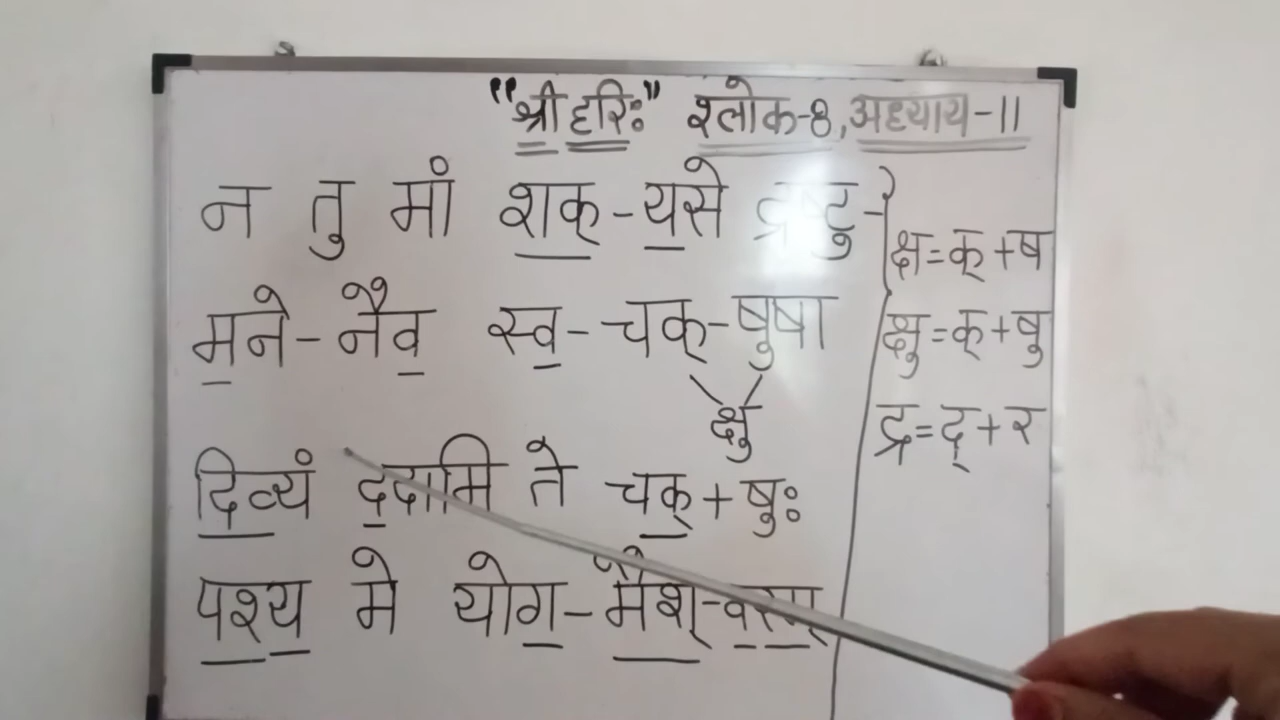 "श्री हरिः" श्लोक-8, अध्याय-11
न तु मां शक्-यसे द्रष्टु-
मने-नैव स्व-चक्-षुषा
क्षु
दिव्यं ददामि ते चक्+षुः
पश्य मे योग-मैश्-वरम्
क्ष=क्+ष
क्षु=क्+षु
द्र=द्+र